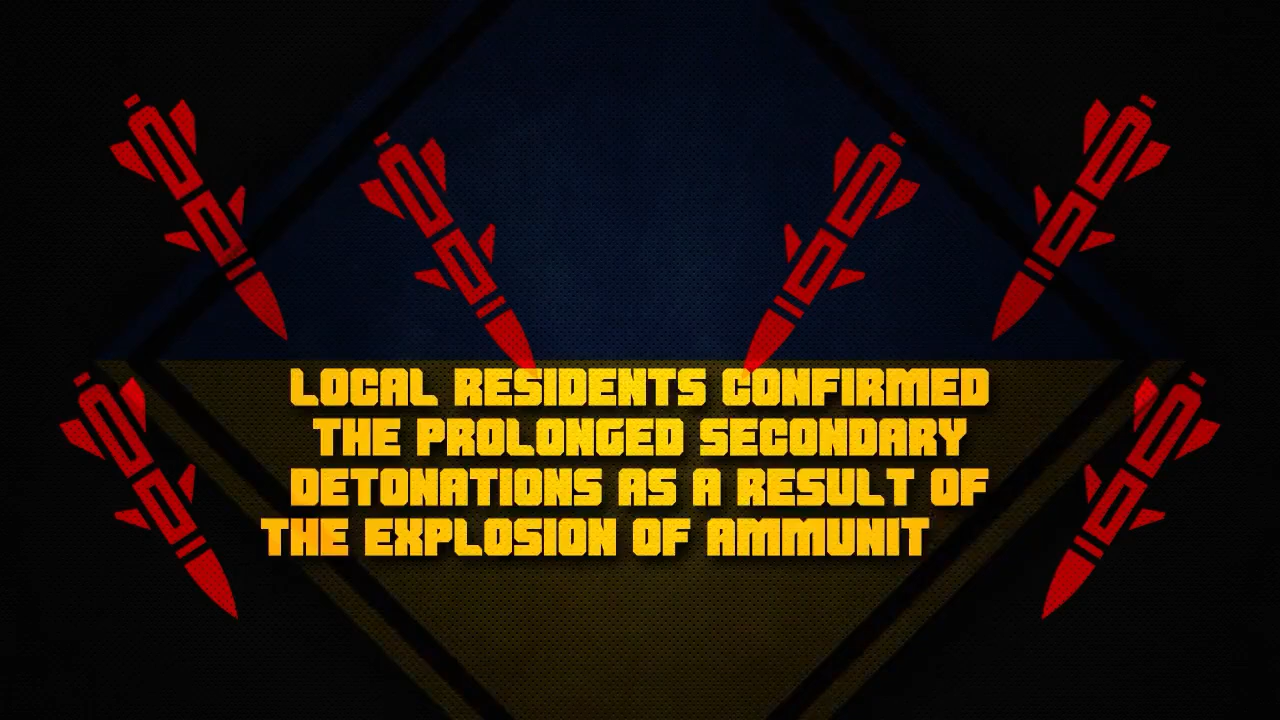 LOCAL RESIDENTS CONFIRMED
THE PROLONGED SECONDARY
DETONATIONS AS A RESULT OF
THE EXPLOSION OF AMMUNIT